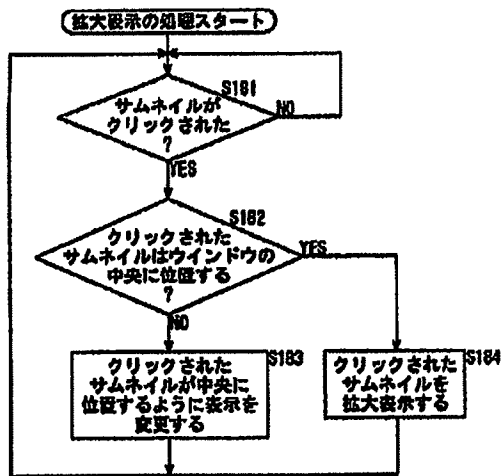 拡大表示の処理スタート
S181
サムネイルが
クリックされた
?
NO
YES
S182
クリックされた
サムネイルはウインドウの
中央に位置する
?
YES
NO
S183
クリックされた
サムネイルが中央に
位置するように表示を
変更する
S184
クリックされた
サムネイルを
拡大表示する